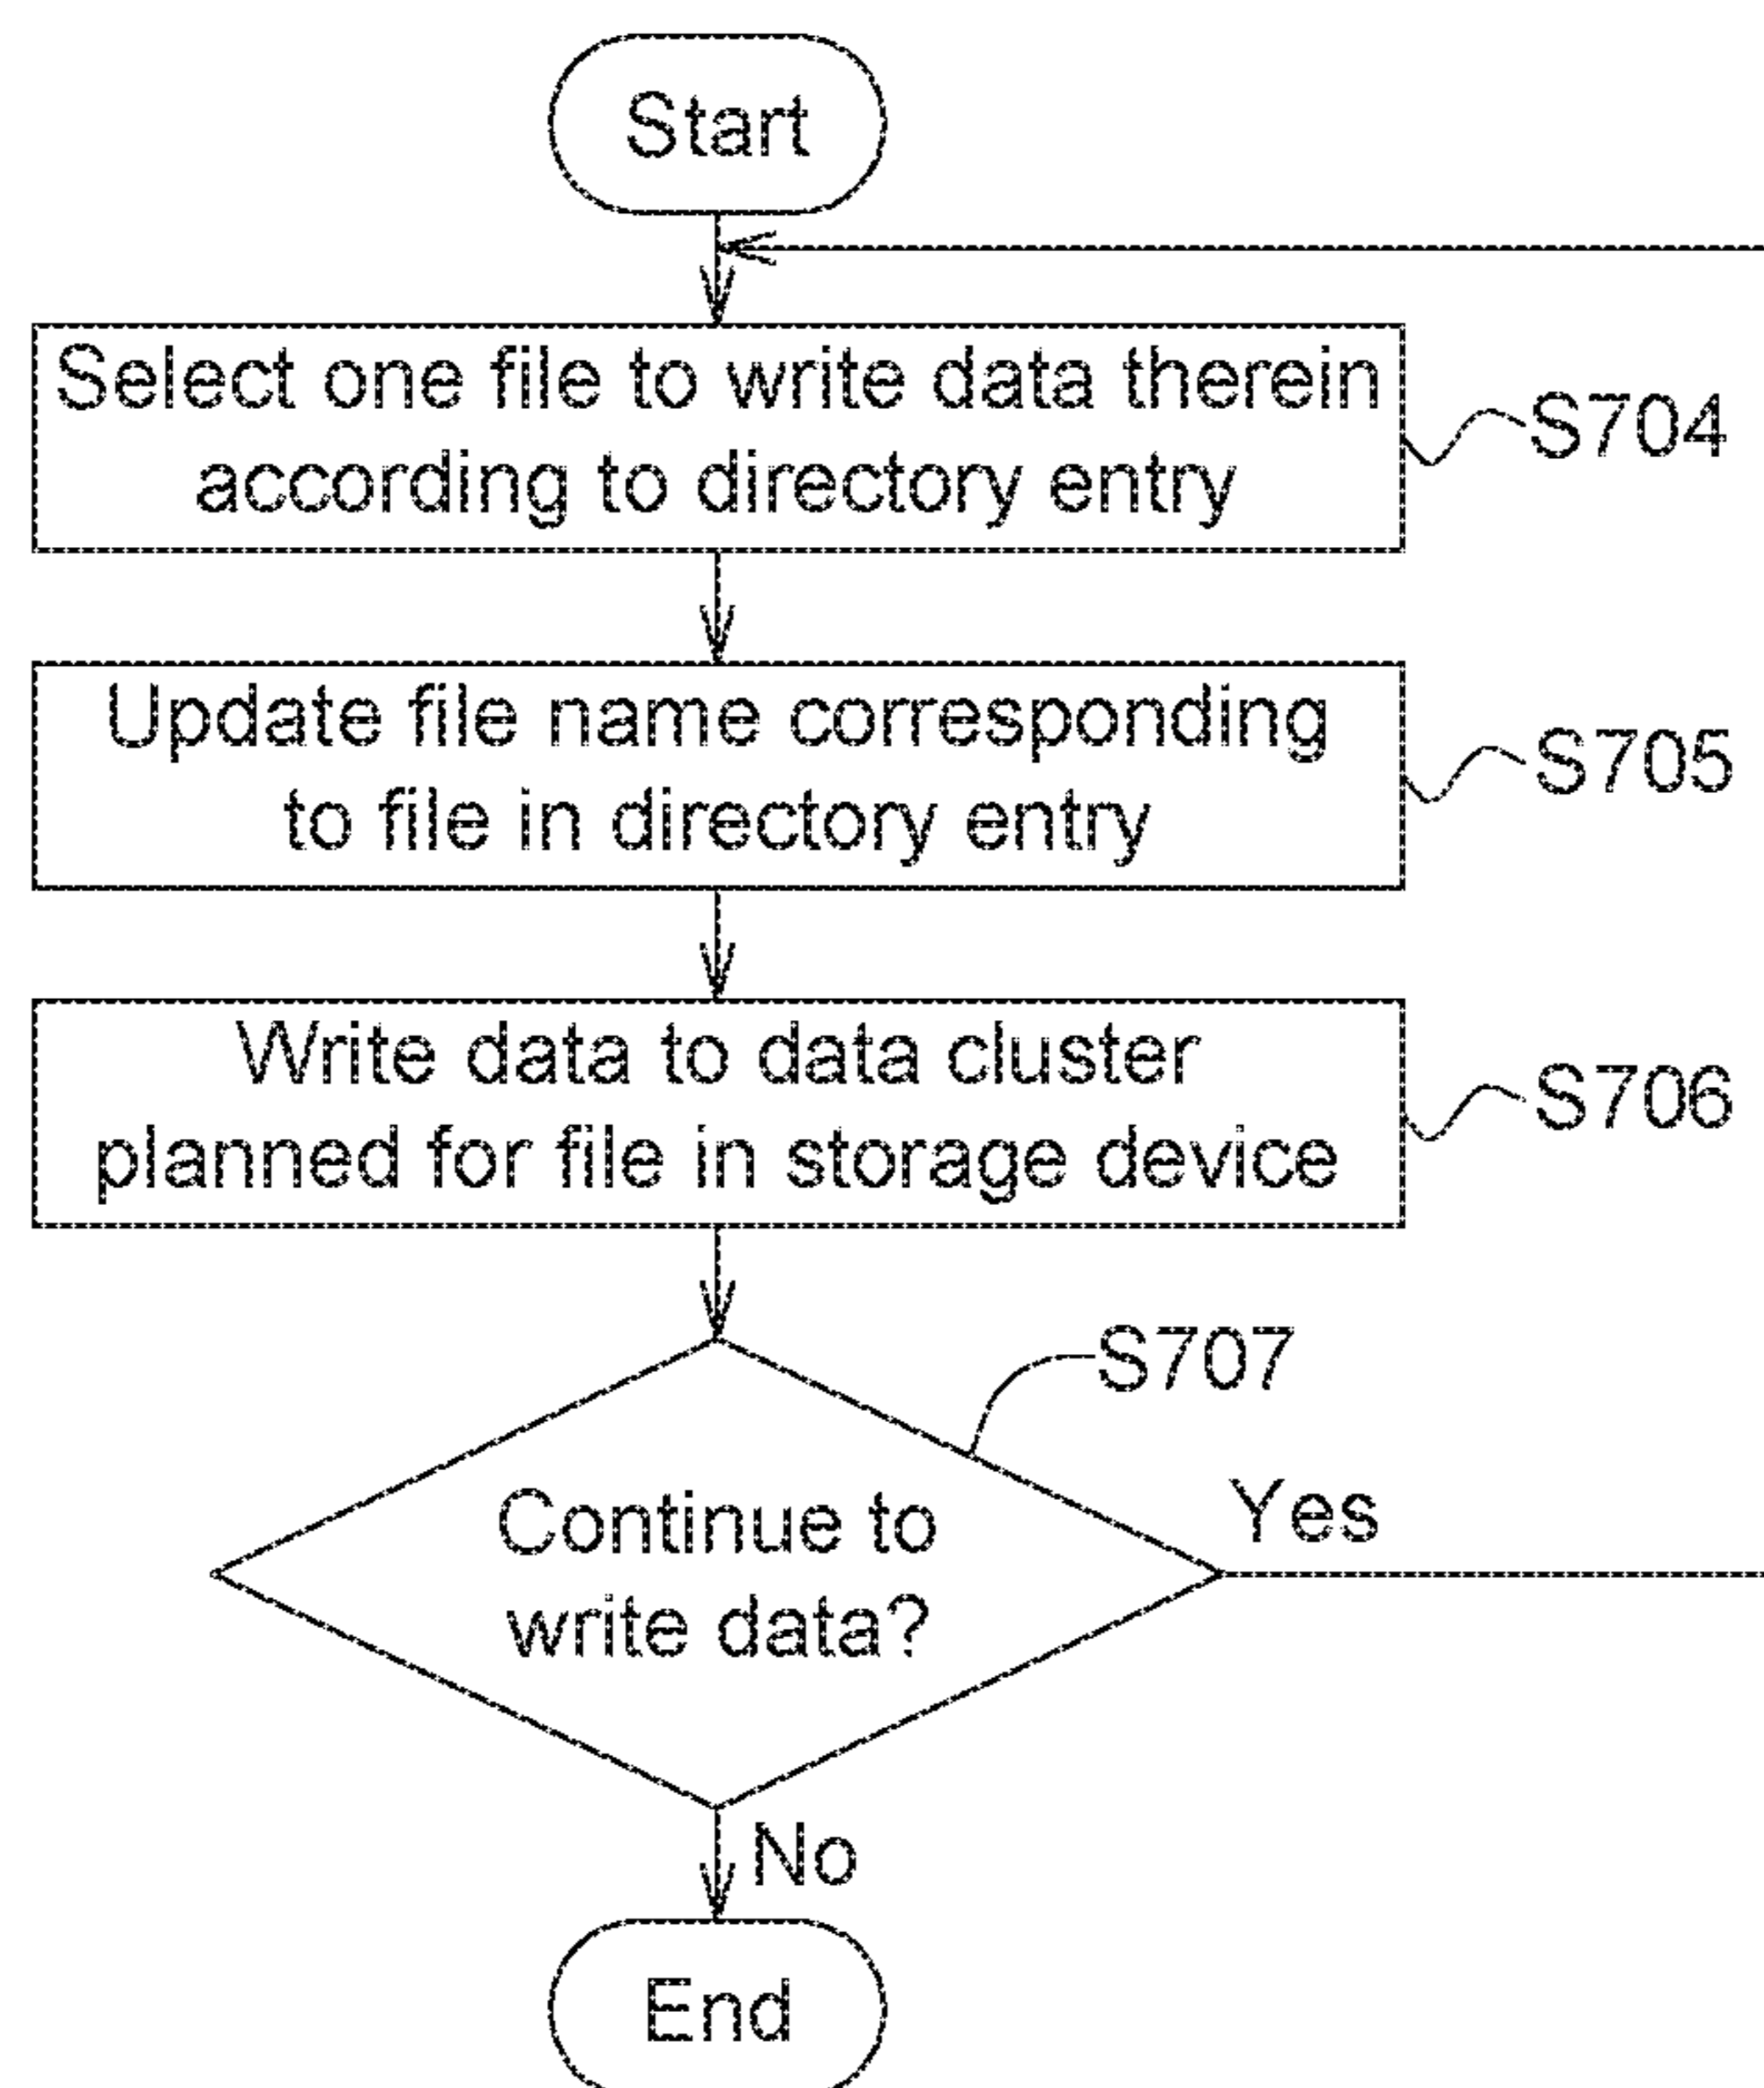 Start
Select one file to write data therein
according to directory entry
S704
Update file name corresponding
to file in directory entry
S705
Write data to data cluster
planned for file in storage device
S706
S707
Continue to
write data?
Yes
No
End